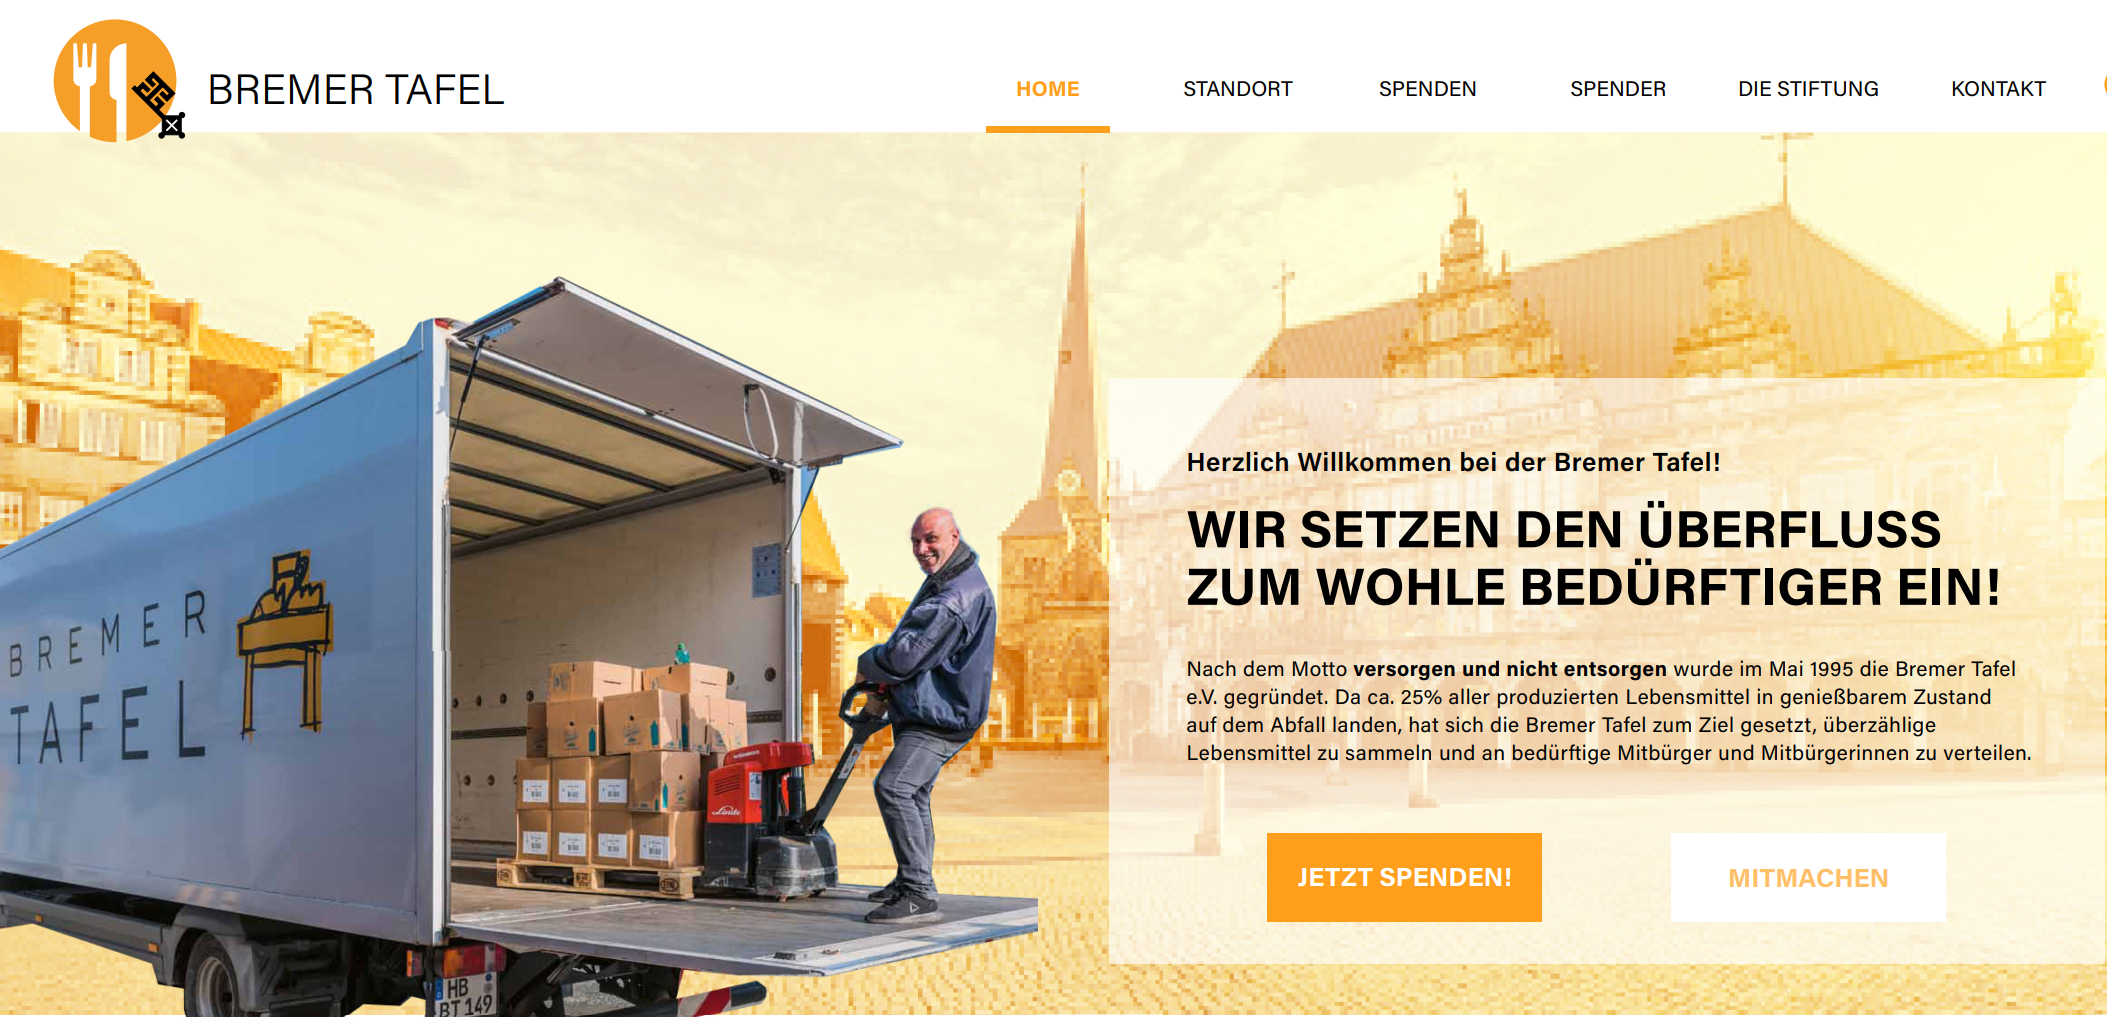 BREMER TAFEL
HOME STANDORT SPENDEN SPENDER DIE STIFTUNG KONTAKT
Herzlich Willkommen bei der Bremer Tafel!
WIR SETZEN DEN ÜBERFLUSS
ZUM WOHLE BEDÜRFTIGER EIN!
Nach dem Motto versorgen und nicht entsorgen wurde im Mai 1995 die Bremer Tafel
e.V. gegründet. Da ca. 25% aller produzierten Lebensmittel in genießbarem Zustand
auf dem Abfall landen, hat sich die Bremer Tafel zum Ziel gesetzt, überzählige
Lebensmittel zu sammeln und an bedürftige Mitbürger und Mitbürgerinnen zu verteilen.
JETZT SPENDEN! MITMACHEN
BREMER
TAFEL
Linde
HB
BT 149